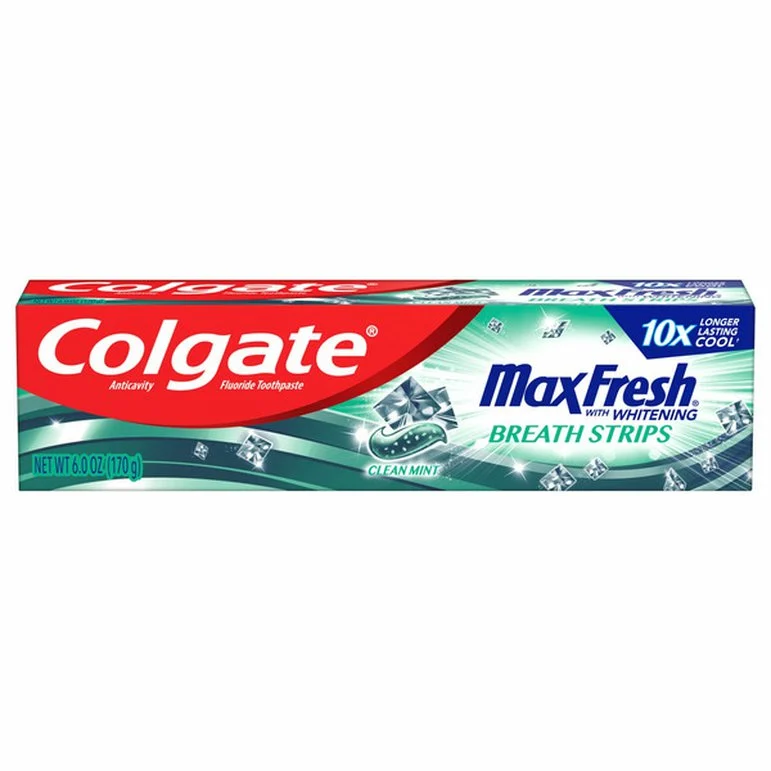 Colgate
10x LONGER
LASTING
COOL†
Colgate®
Anticavity Fluoride Toothpaste
MaxFresh®
WITH WHITENING
BREATH STRIPS
CLEAN MINT
NET WT 6.0 OZ (170 g)